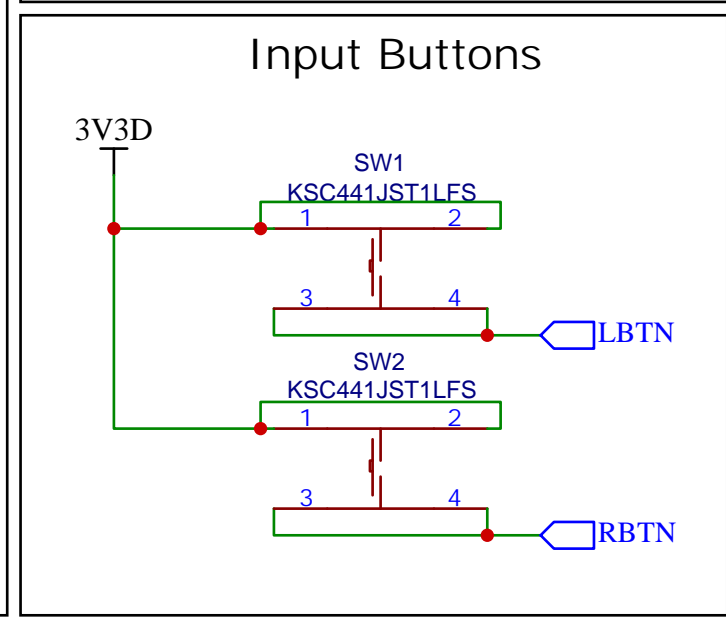 Input Buttons
3V3D
SW1
KSC441JST1LFS
1 2
3 4
LBTN
SW2
KSC441JST1LFS
1 2
3 4
RBTN